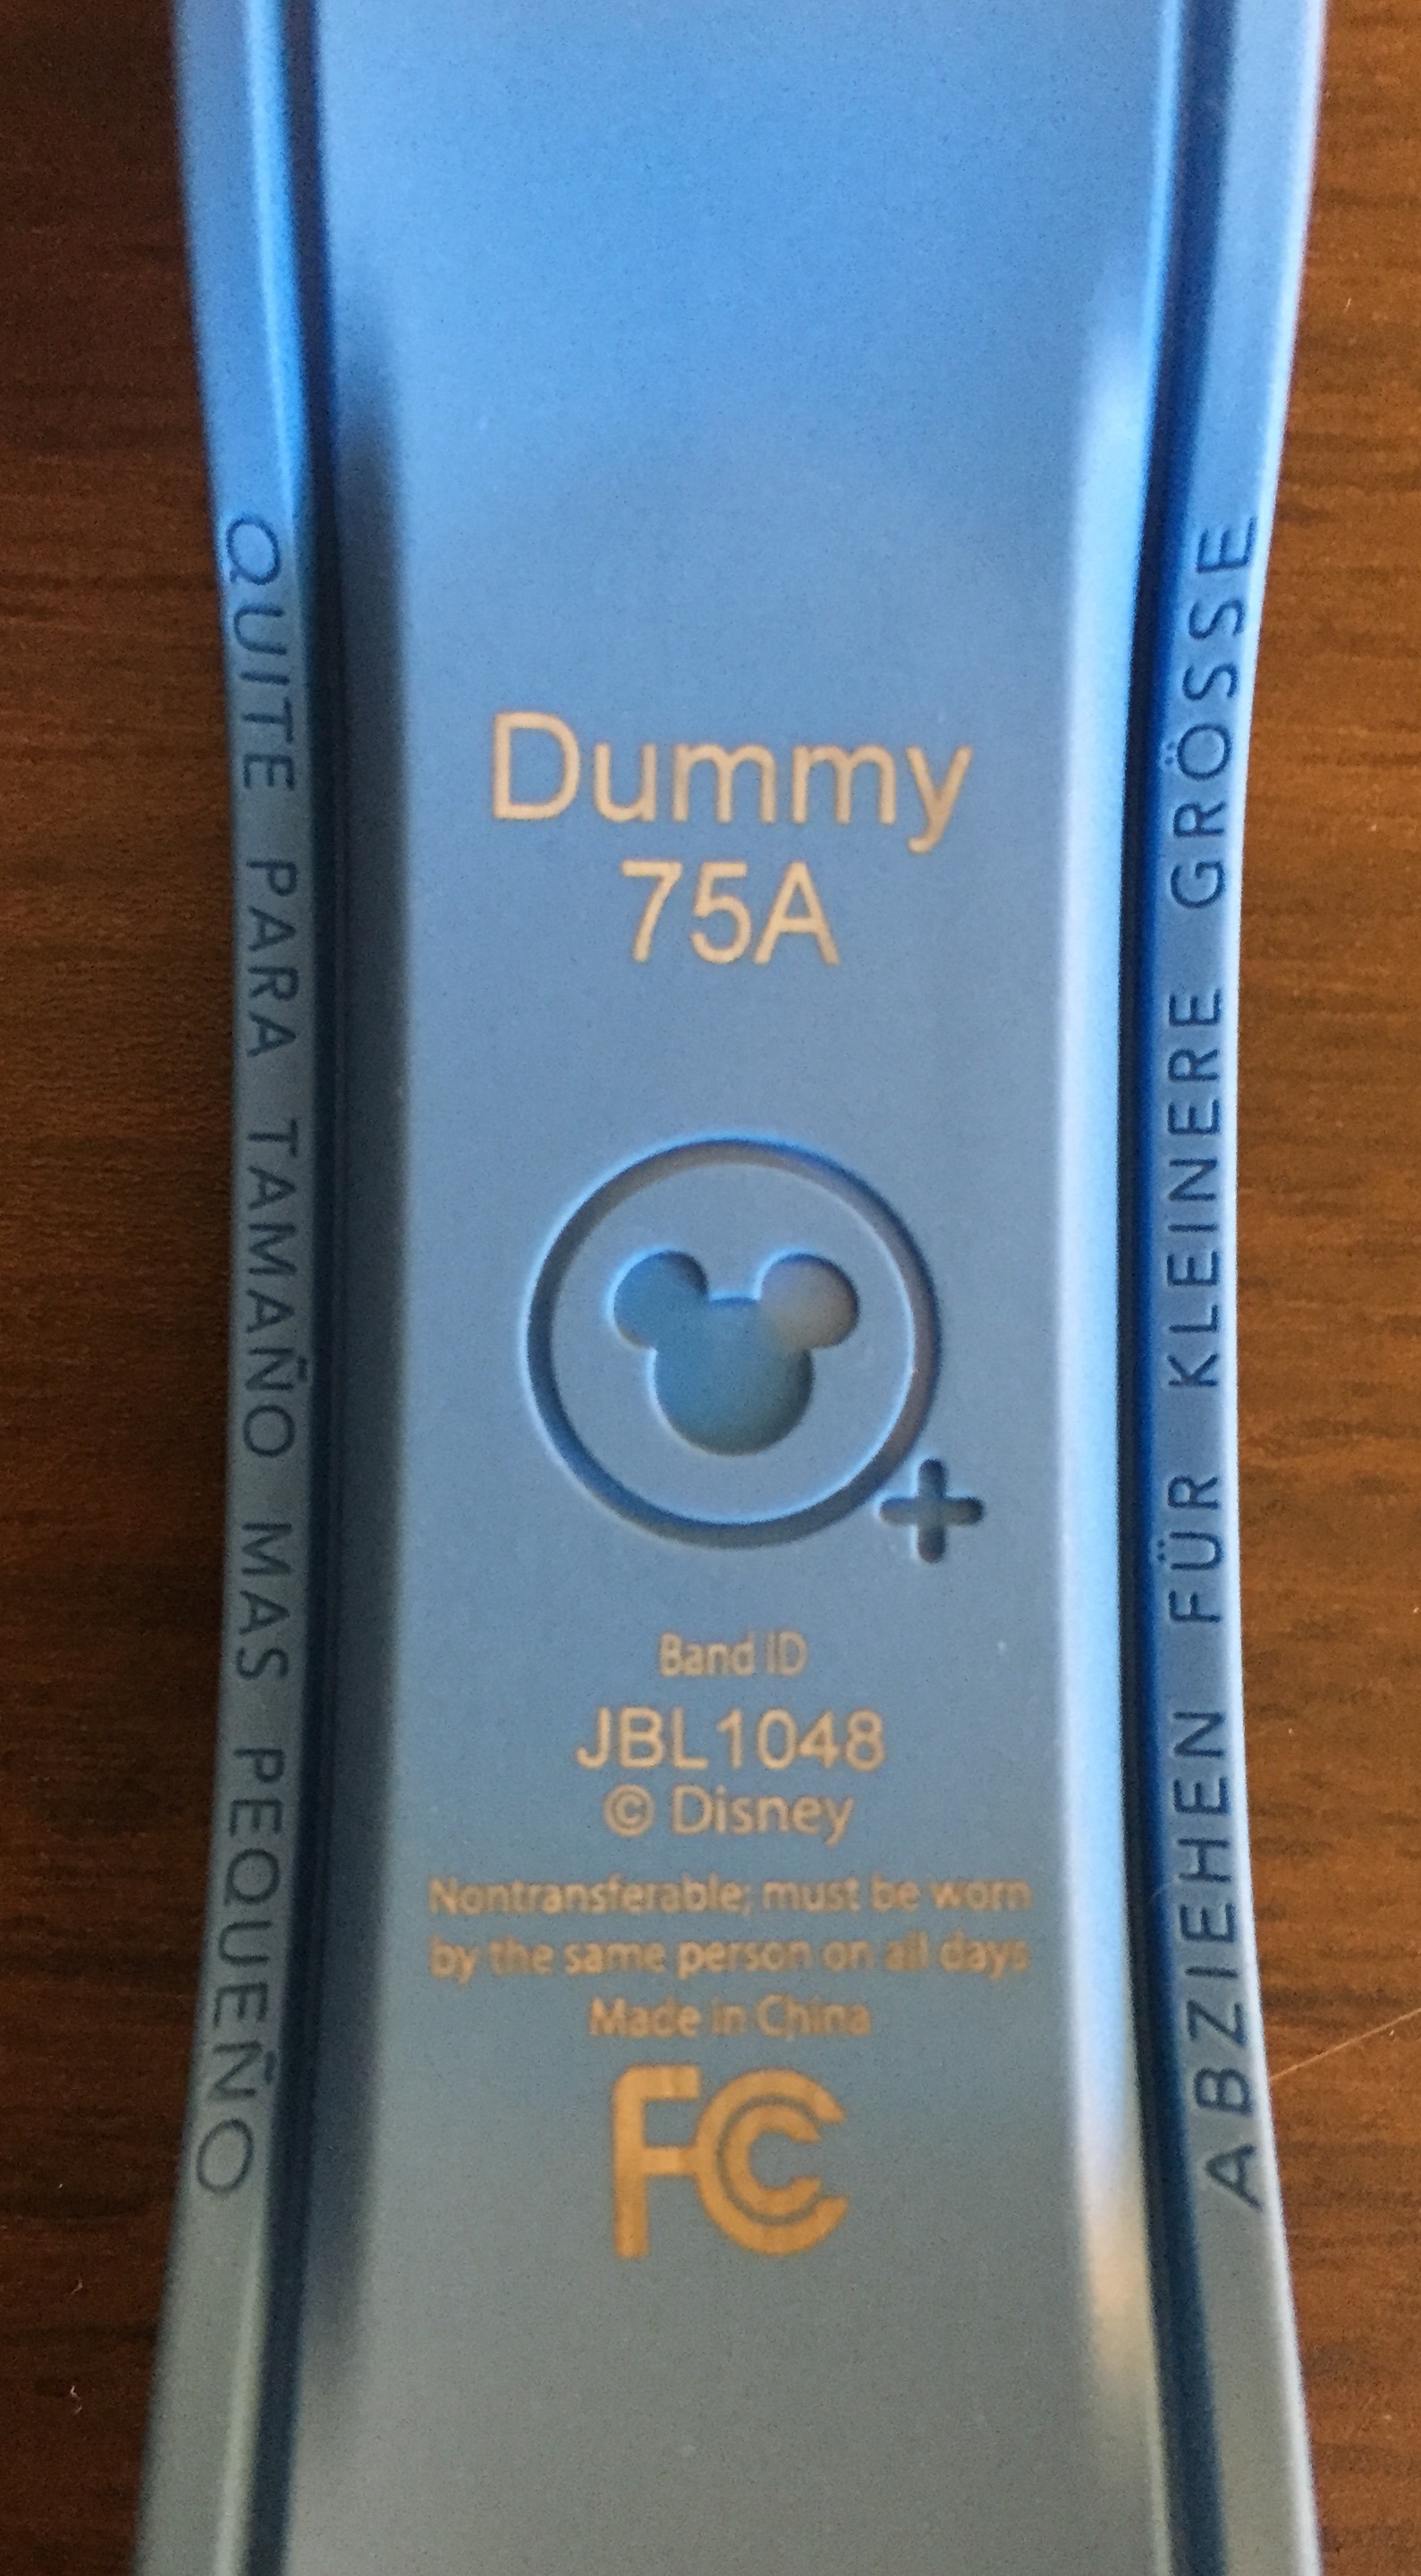 QUITE PARA TAMAÑO MAS PEQUEÑO
Dummy
75A
Band ID
JBL1048
© Disney
Nontransferable; must be worn
by the same person on all days
Made in China
FC
ABZIEHEN FÜR KLEINERE GRÖSSE